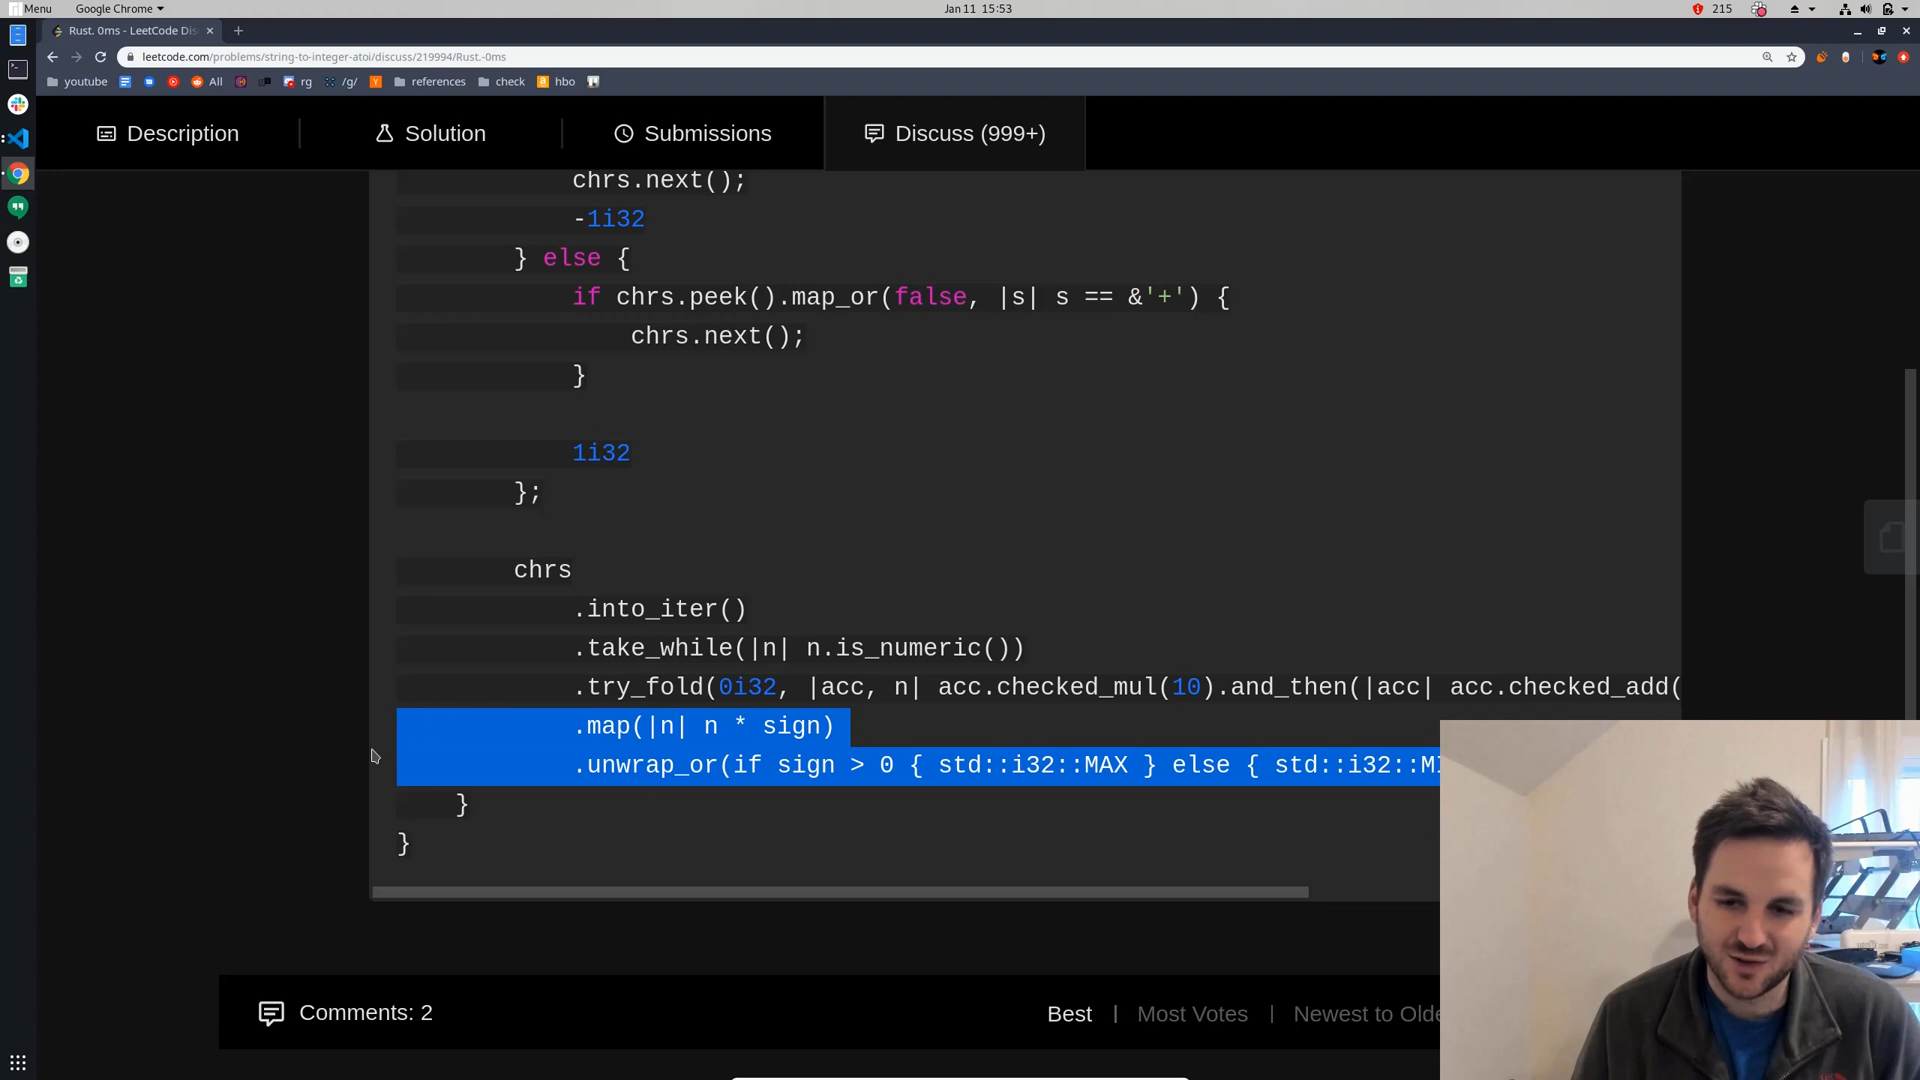 Menu Google Chrome Jan 11 15:53 215
Rust. 0ms - LeetCode Dis
leetcode.com/problems/string-to-integer-atoi/discuss/219994/Rust.-0ms
youtube All rg /g/ references check hbo
Description Solution Submissions Discuss (999+)
chrs.next();
-1i32
} else {
if chrs.peek().map_or(false, |s| s == &'+') {
chrs.next();
}
1i32
};
chrs
.into_iter()
.take_while(|n| n.is_numeric())
.try_fold(0i32, |acc, n| acc.checked_mul(10).and_then(|acc| acc.checked_add(
.map(|n| n * sign)
.unwrap_or(if sign > 0 { std::i32::MAX } else { std::i32::M
}
}
Comments: 2 Best | Most Votes | Newest to Olde